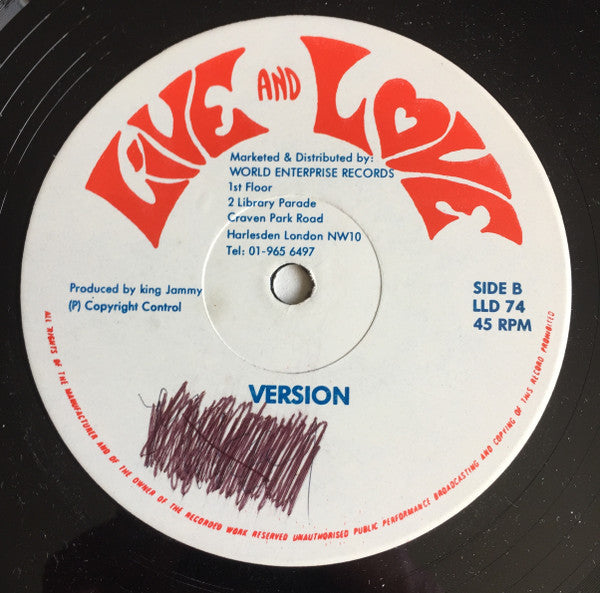 LIVE AND LOVE
Marketed & Distributed by:
WORLD ENTERPRISE RECORDS
1st Floor
2 Library Parade
Craven Park Road
Harlesden London NW10
Tel: 01-965 6497
Produced by king Jammy
(P) Copyright Control
SIDE B
LLD 74
45 RPM
VERSION
ALL RIGHTS OF THE MANUFACTURER AND OF THE OWNER OF THE RECORDED WORK RESERVED UNAUTHORISED PUBLIC PERFORMANCE BROADCASTING AND COPYING OF THIS RECORD PROHIBITED